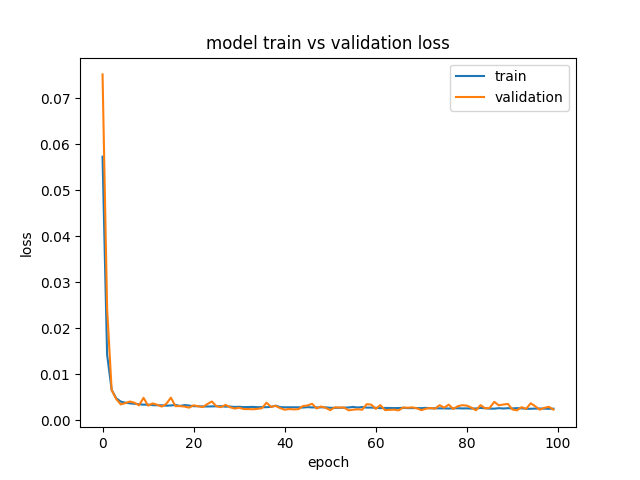 model train vs validation loss
train
validation
0.07
0.06
0.05
0.04
0.03
0.02
0.01
0.00
loss
0 20 40 60 80 100
epoch